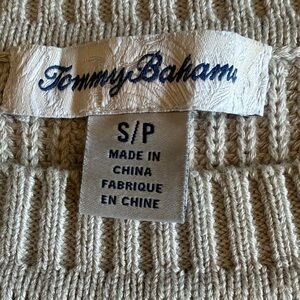 Tommy Bahama
S/P
MADE IN
CHINA
FABRIQUE
EN CHINE